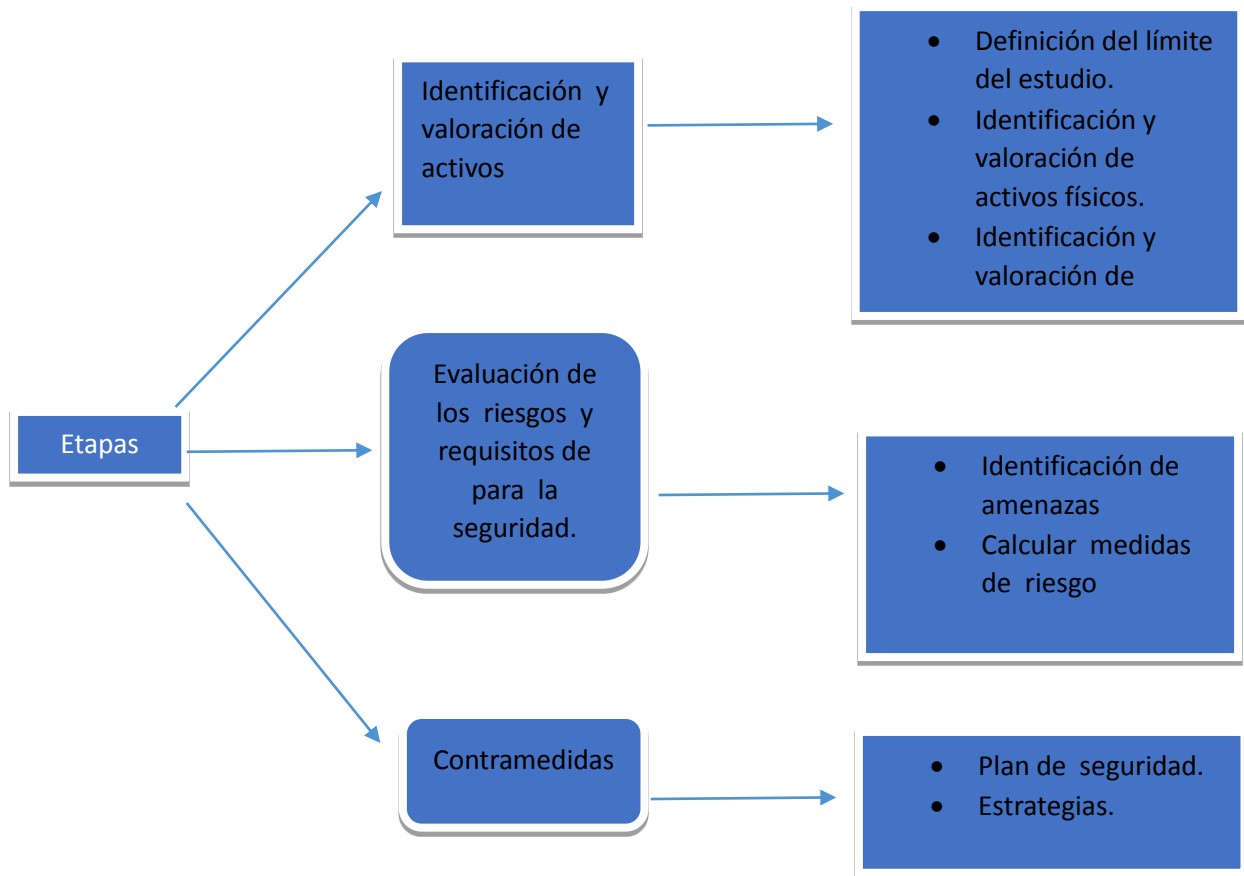 Etapas
Identificación y
valoración de
activos
• Definición del límite
del estudio.
• Identificación y
valoración de
activos físicos.
• Identificación y
valoración de
Evaluación de
los riesgos y
requisitos de
para la
seguridad.
• Identificación de
amenazas
• Calcular medidas
de riesgo
Contramedidas
• Plan de seguridad.
• Estrategias.